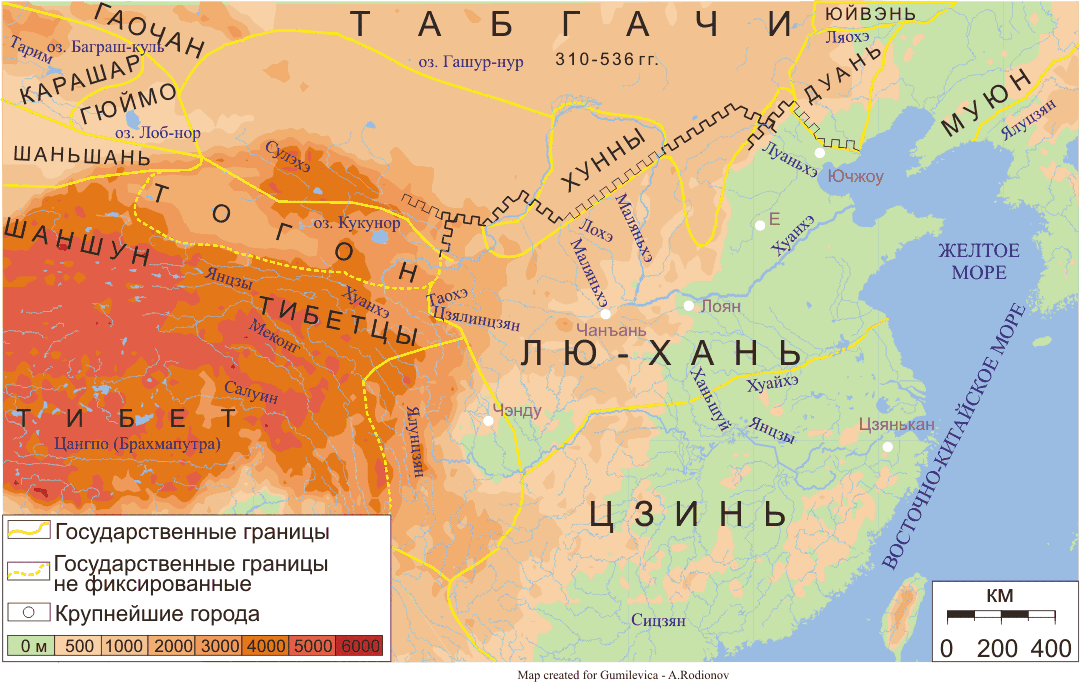 ТАБГАЧИ
310-536 гг.
ГАОЧАН
ЮЙВЭНЬ
Ляохэ
Тарим
оз. Баграш-куль
оз. Гашур-нур
КАРАШАР
ГЮЙМО
ДУАНЬ
МУЮН
Ялуцзян
оз. Лоб-нор
ШАНЬШАНЬ
Сулэхэ
ХУННЫ
Луаньхэ
Ючжоу
ТОГОН
оз. Кукунор
Лохэ
Маляньхэ
Маляньхэ
Е
Хуанхэ
ШАНШУН
ЖЕЛТОЕ
МОРЕ
Янцзы
Хуанхэ
Таохэ
Цзялинцзян
ТИБЕТЦЫ
Меконг
Чанъань
Лоян
ЛЮ-ХАНЬ
Салуин
Ханьшуй
Хуайхэ
ТИБЕТ
Цангпо (Брахмапутра)
Ялунцзян
Чэнду
Янцзы
Цзянькан
ВОСТОЧНО-КИТАЙСКОЕ МОРЕ
ЦЗИНЬ
Сицзян
Государственные границы
Государственные границы
не фиксированные
Крупнейшие города
0 м 500 1000 2000 3000 4000 5000 6000
км
0 200 400
Map created for Gumilevica - A.Rodionov